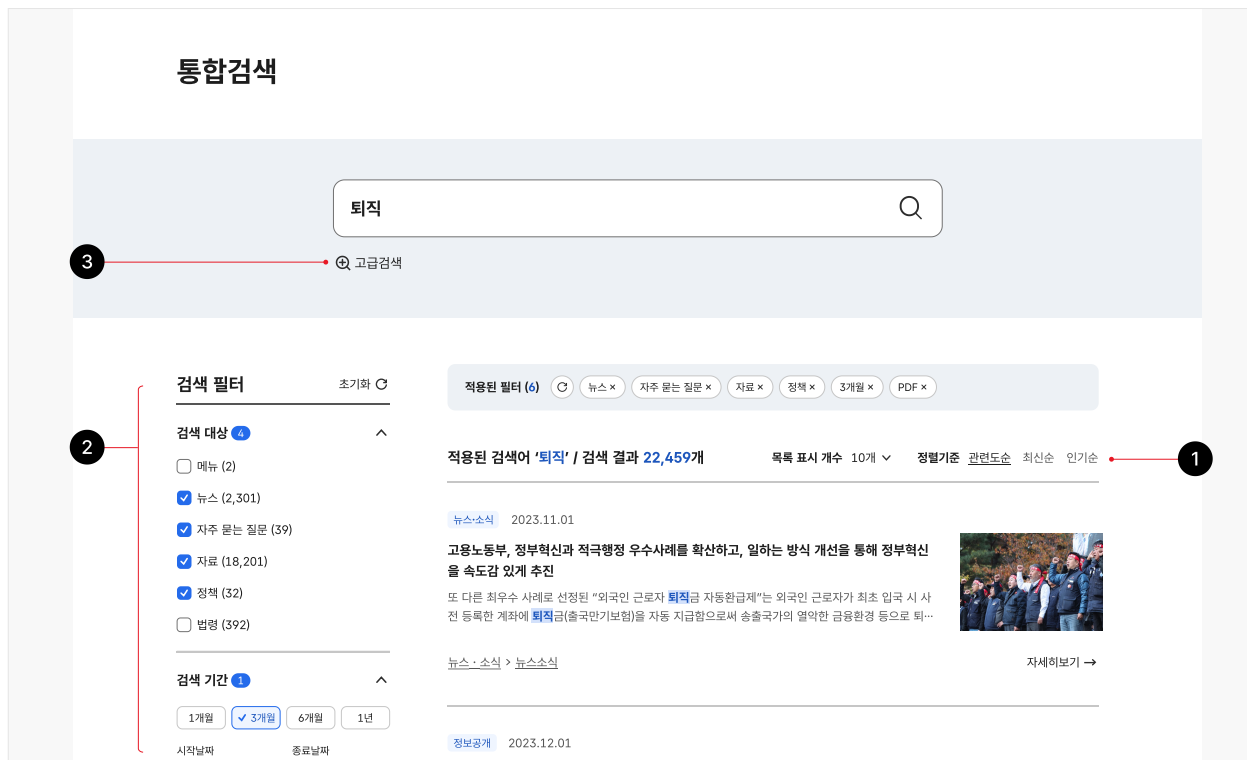 통합검색
퇴직
3
고급검색
검색 필터
초기화
2
검색 대상 4
메뉴 (2)
뉴스 (2,301)
자주 묻는 질문 (39)
자료 (18,201)
정책 (32)
법령 (392)
검색 기간 1
1개월 3개월 6개월 1년
시작날짜 종료날짜
적용된 필터 (6) 뉴스 × 자주 묻는 질문 × 자료 × 정책 × 3개월 × PDF ×
적용된 검색어 ‘퇴직’ / 검색 결과 22,459개
목록 표시 개수 10개 정렬기준 관련도순 최신순 인기순
1
뉴스·소식 2023.11.01
고용노동부, 정부혁신과 적극행정 우수사례를 확산하고, 일하는 방식 개선을 통해 정부혁신
을 속도감 있게 추진
또 다른 최우수 사례로 선정된 “외국인 근로자 퇴직금 자동환급제”는 외국인 근로자가 최초 입국 시 사
전 등록한 계좌에 퇴직금(출국만기보험)을 자동 지급함으로써 송출국가의 열악한 금융환경 등으로 퇴…
뉴스 · 소식 > 뉴스소식
자세히보기 →
정보공개 2023.12.01